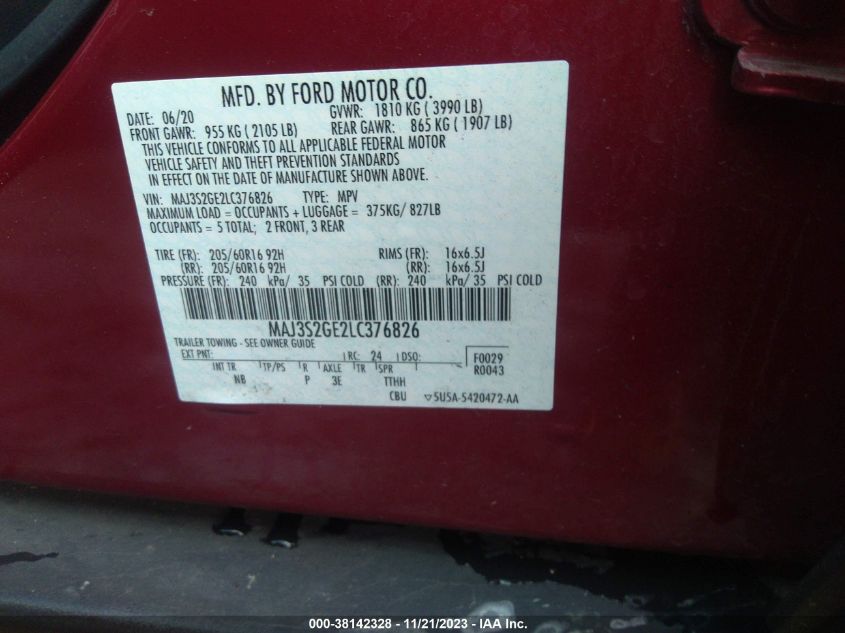 MFD. BY FORD MOTOR CO.
DATE: 06/20 GVWR: 1810 KG ( 3990 LB)
FRONT GAWR: 955 KG ( 2105 LB) REAR GAWR: 865 KG ( 1907 LB)
THIS VEHICLE CONFORMS TO ALL APPLICABLE FEDERAL MOTOR
VEHICLE SAFETY AND THEFT PREVENTION STANDARDS
IN EFFECT ON THE DATE OF MANUFACTURE SHOWN ABOVE.
VIN: MAJ3S2GE2LC376826 TYPE: MPV
MAXIMUM LOAD = OCCUPANTS + LUGGAGE = 375KG/ 827LB
OCCUPANTS = 5 TOTAL; 2 FRONT, 3 REAR
TIRE (FR): 205/60R16 92H RIMS (FR): 16x6.5J
(RR): 205/60R16 92H (RR): 16x6.5J
PRESSURE (FR): 240 kPa/ 35 PSI COLD (RR): 240 kPa/ 35 PSI COLD
MAJ3S2GE2LC376826
TRAILER TOWING - SEE OWNER GUIDE
EXT PNT: RC: 24 DSO: F0029
INT TR TP/PS R AXLE TR SPR R0043
NB P 3E TTHH
CBU 5U5A-5420472-AA
000-38142328 - 11/21/2023 - IAA Inc.